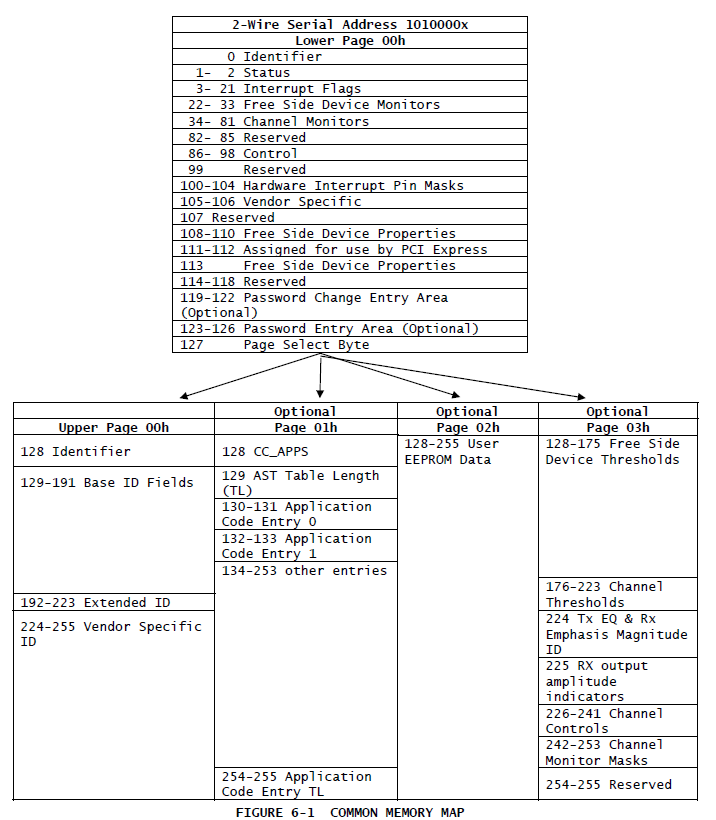 2-Wire Serial Address 1010000x
Lower Page 00h
0 Identifier
1- 2 Status
3- 21 Interrupt Flags
22- 33 Free Side Device Monitors
34- 81 Channel Monitors
82- 85 Reserved
86- 98 Control
99 Reserved
100-104 Hardware Interrupt Pin Masks
105-106 Vendor Specific
107 Reserved
108-110 Free Side Device Properties
111-112 Assigned for use by PCI Express
113 Free Side Device Properties
114-118 Reserved
119-122 Password Change Entry Area
(Optional)
123-126 Password Entry Area (Optional)
127 Page Select Byte
Upper Page 00h
128 Identifier
129-191 Base ID Fields
192-223 Extended ID
224-255 Vendor Specific
ID
Optional
Page 01h
128 CC_APPS
129 AST Table Length
(TL)
130-131 Application
Code Entry 0
132-133 Application
Code Entry 1
134-253 other entries
254-255 Application
Code Entry TL
Optional
Page 02h
128-255 User
EEPROM Data
Optional
Page 03h
128-175 Free Side
Device Thresholds
176-223 Channel
Thresholds
224 Tx EQ & Rx
Emphasis Magnitude
ID
225 RX output
amplitude
indicators
226-241 Channel
Controls
242-253 Channel
Monitor Masks
254-255 Reserved
FIGURE 6-1 COMMON MEMORY MAP